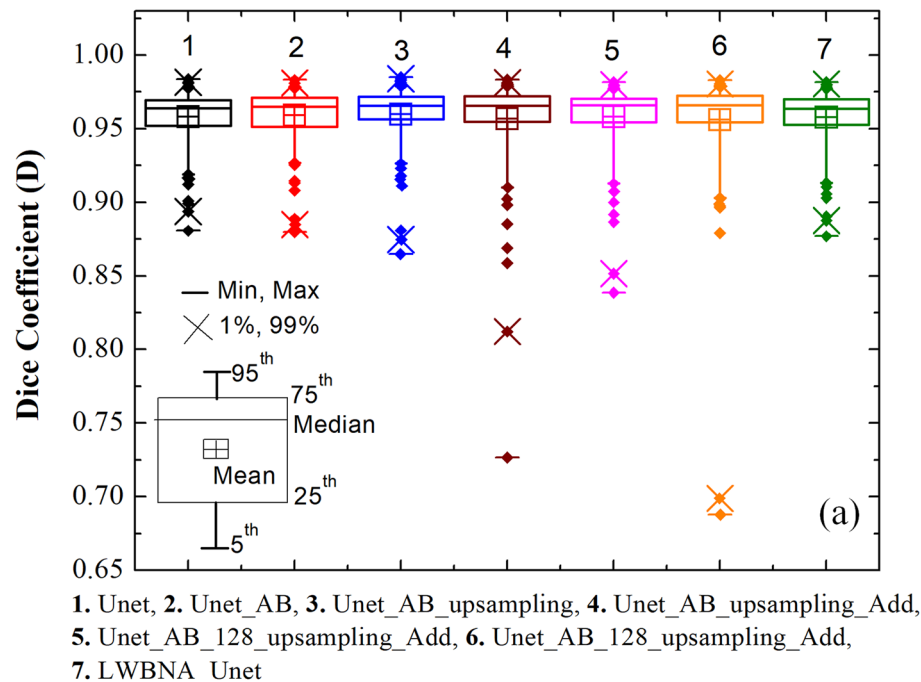 1 2 3 4 5 6 7
1.00
0.95
0.90
0.85
0.80
0.75
0.70
0.65
Dice Coefficient (D)
Min, Max
1%, 99%
95th
75th
Median
Mean
25th
5th
(a)
1. Unet, 2. Unet_AB, 3. Unet_AB_upsampling, 4. Unet_AB_upsampling_Add,
5. Unet_AB_128_upsampling_Add, 6. Unet_AB_128_upsampling_Add,
7. LWBNA_Unet